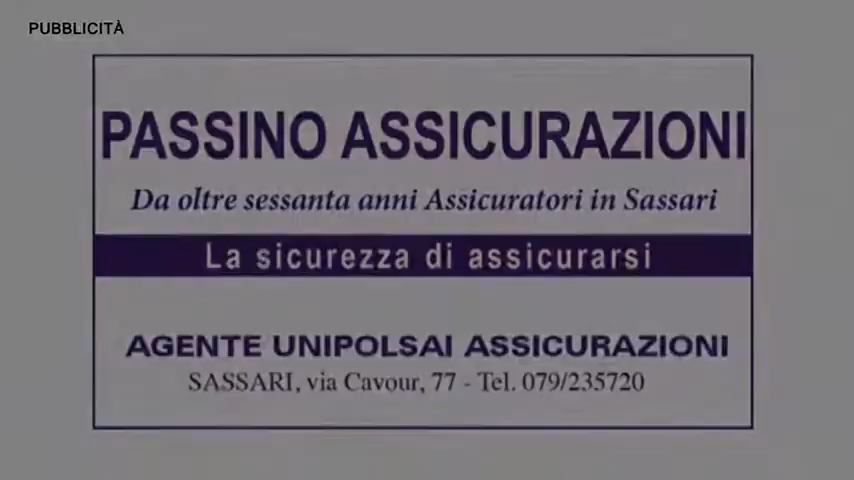 PUBBLICITÀ
PASSINO ASSICURAZIONI
Da oltre sessanta anni Assicuratori in Sassari
La sicurezza di assicurarsi
AGENTE UNIPOLSAI ASSICURAZIONI
SASSARI, via Cavour, 77 - Tel. 079/235720